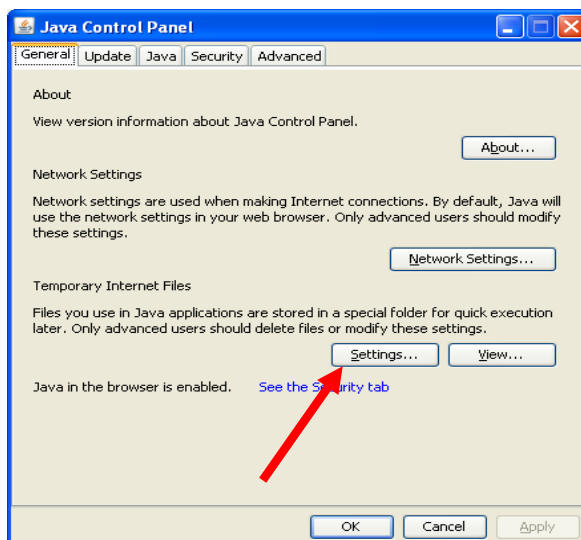 Java Control Panel
General Update Java Security Advanced
About
View version information about Java Control Panel.
About...
Network Settings
Network settings are used when making Internet connections. By default, Java will
use the network settings in your web browser. Only advanced users should modify
these settings.
Network Settings...
Temporary Internet Files
Files you use in Java applications are stored in a special folder for quick execution
later. Only advanced users should delete files or modify these settings.
Settings... View...
Java in the browser is enabled. See the Security tab
OK Cancel Apply